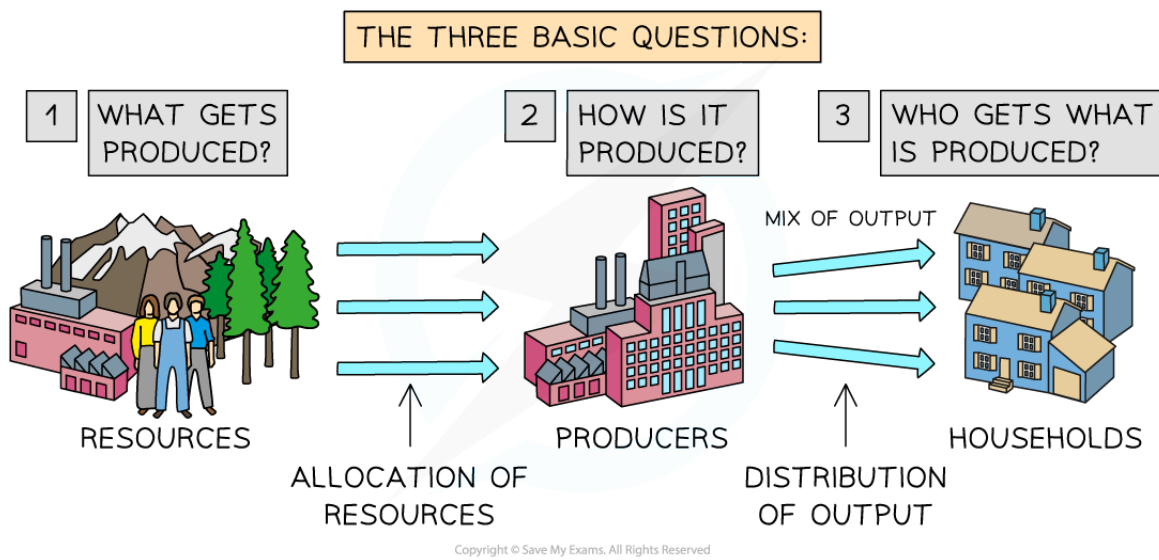 THE THREE BASIC QUESTIONS:
1
WHAT GETS
PRODUCED?
2
HOW IS IT
PRODUCED?
3
WHO GETS WHAT
IS PRODUCED?
MIX OF OUTPUT
RESOURCES
PRODUCERS
HOUSEHOLDS
ALLOCATION OF
RESOURCES
DISTRIBUTION
OF OUTPUT
Copyright © Save My Exams. All Rights Reserved